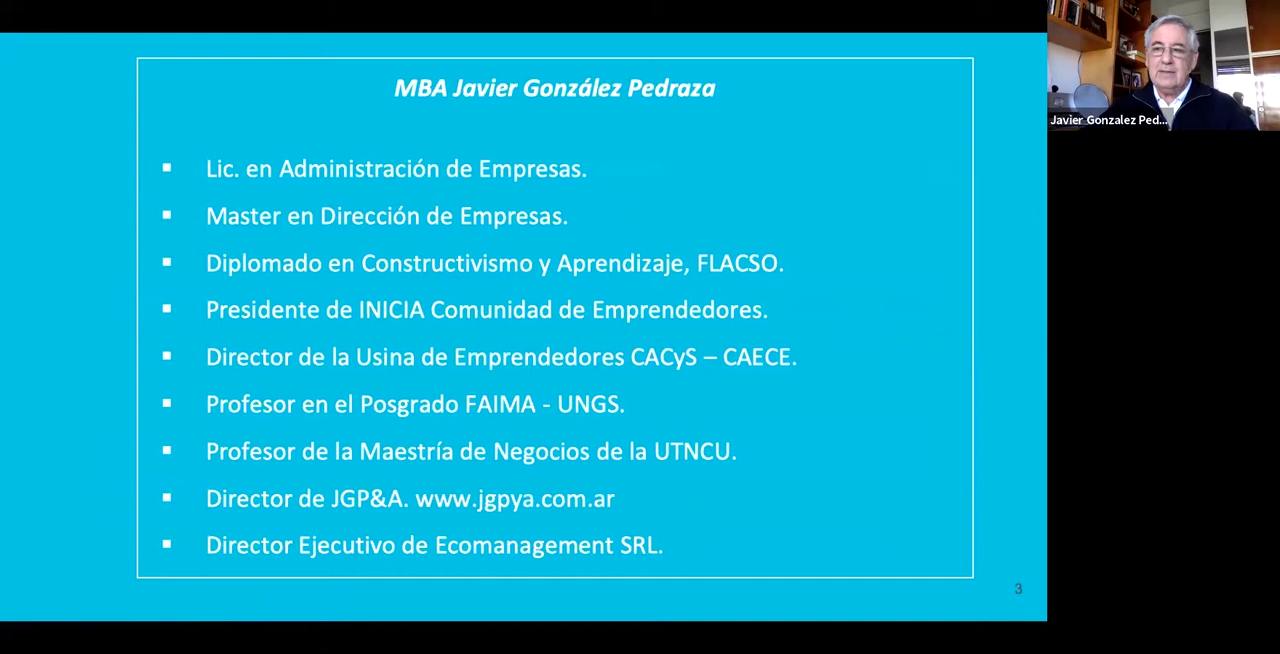 MBA Javier González Pedraza
Lic. en Administración de Empresas.
Master en Dirección de Empresas.
Diplomado en Constructivismo y Aprendizaje, FLACSO.
Presidente de INICIA Comunidad de Emprendedores.
Director de la Usina de Emprendedores CACyS – CAECE.
Profesor en el Posgrado FAIMA - UNGS.
Profesor de la Maestría de Negocios de la UTNCU.
Director de JGP&A. www.jgpya.com.ar
Director Ejecutivo de Ecomanagement SRL.
3
Javier Gonzalez Ped...